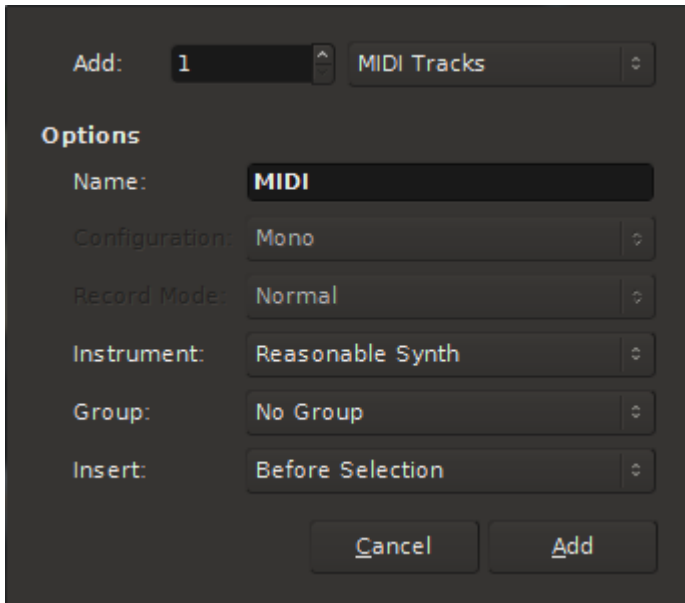 Add: 1 MIDI Tracks
Options
Name: MIDI
Configuration: Mono
Record Mode: Normal
Instrument: Reasonable Synth
Group: No Group
Insert: Before Selection
Cancel Add